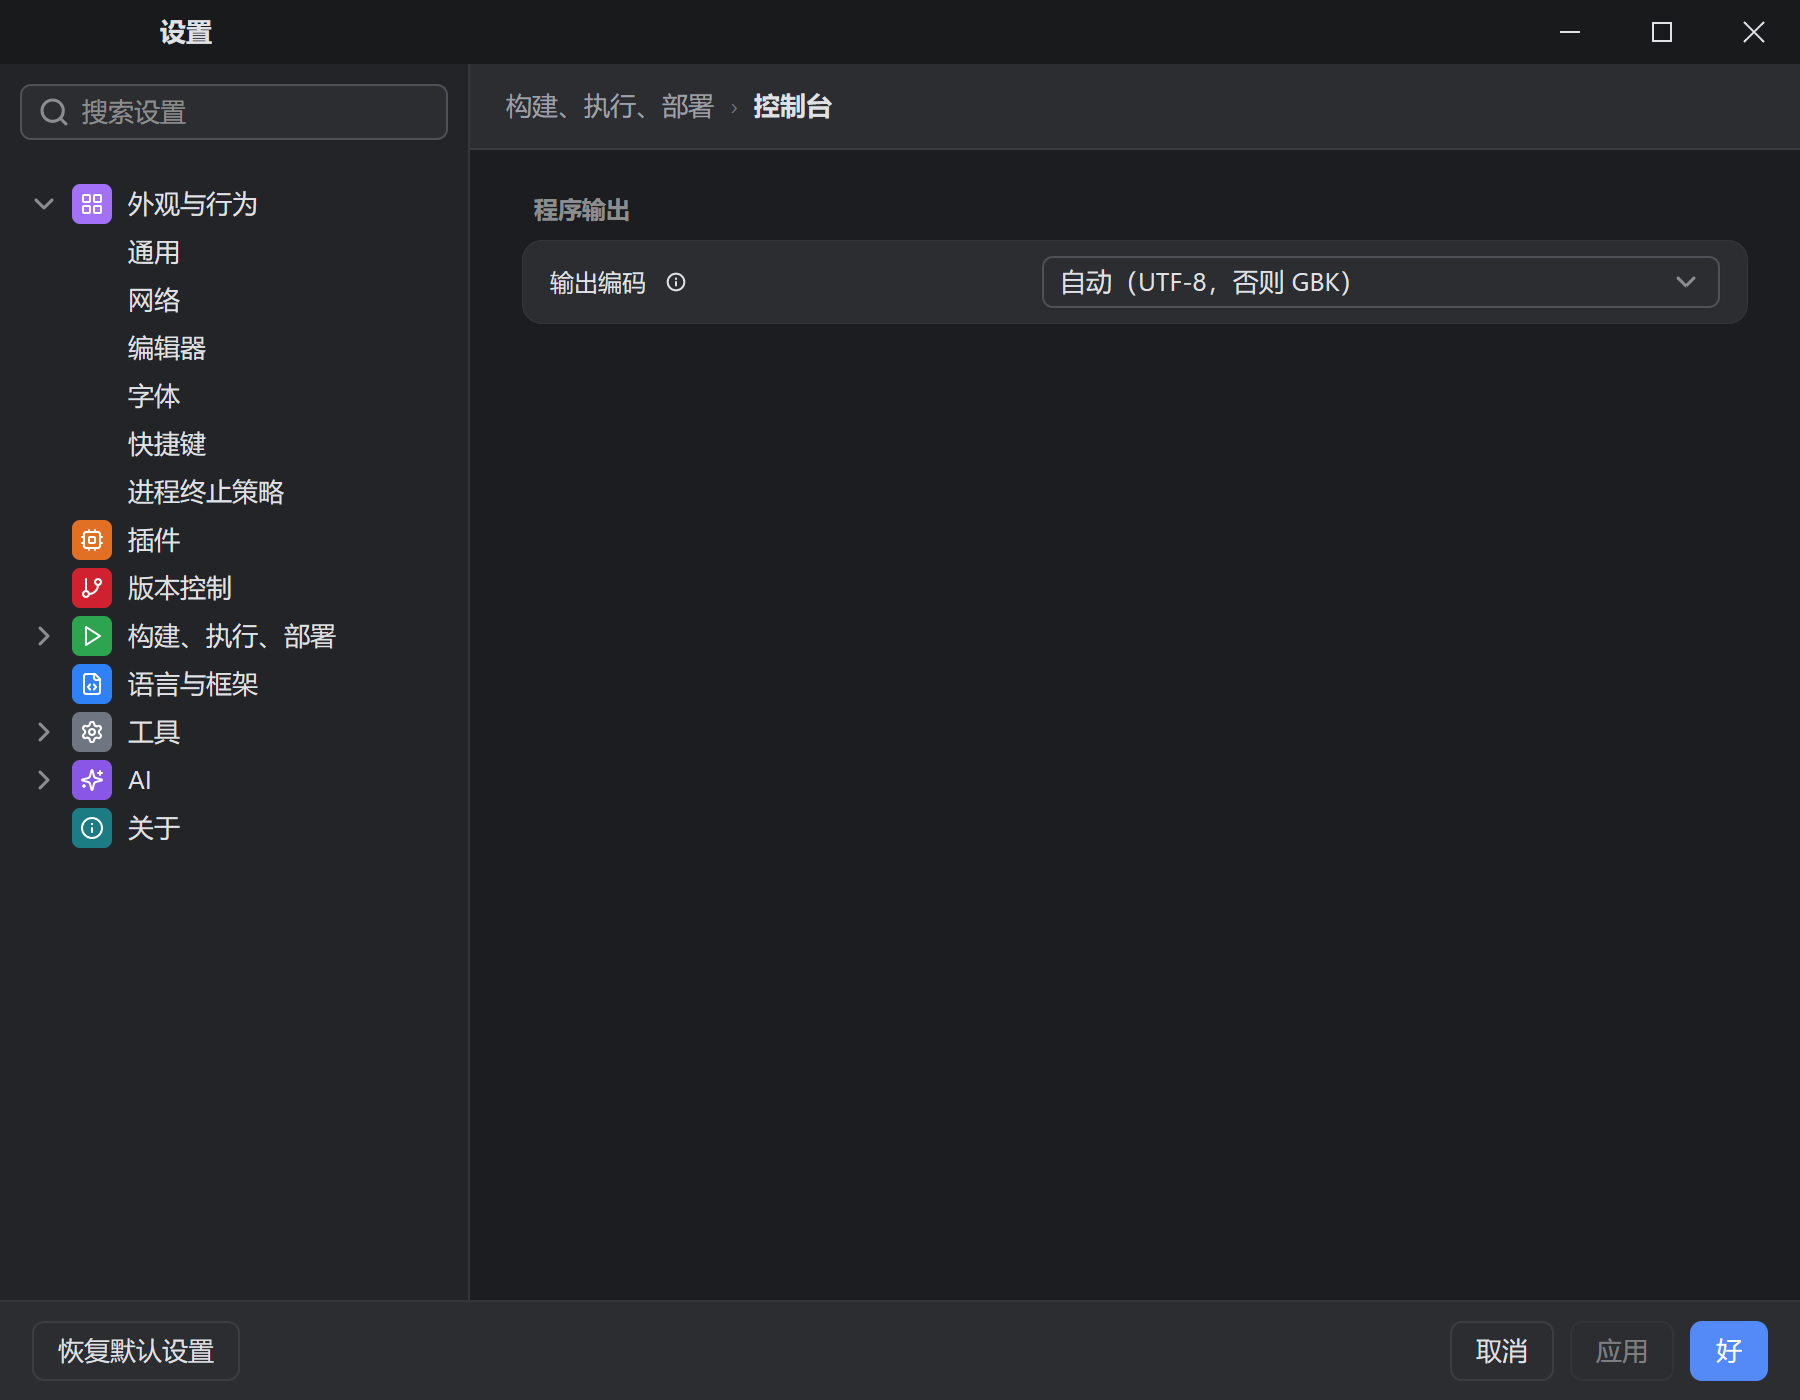 设置
搜索设置
外观与行为
通用
网络
编辑器
字体
快捷键
进程终止策略
插件
版本控制
构建、执行、部署
语言与框架
工具
AI
关于
构建、执行、部署 › 控制台
程序输出
输出编码
自动（UTF-8，否则 GBK）
恢复默认设置
取消
应用
好